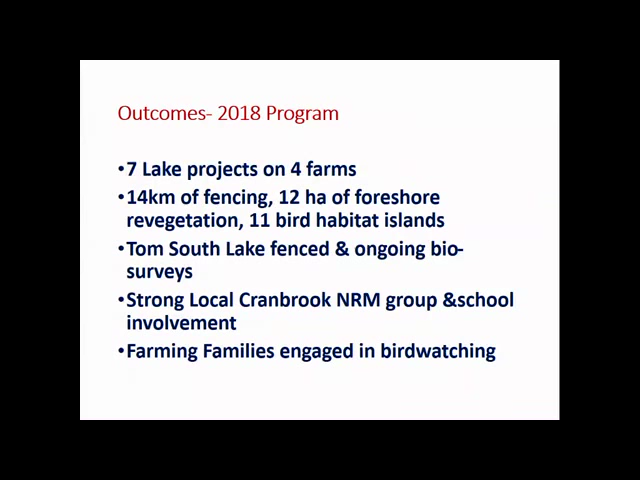 Outcomes- 2018 Program
•7 Lake projects on 4 farms
•14km of fencing, 12 ha of foreshore
revegetation, 11 bird habitat islands
•Tom South Lake fenced & ongoing bio-
surveys
•Strong Local Cranbrook NRM group &school
involvement
•Farming Families engaged in birdwatching